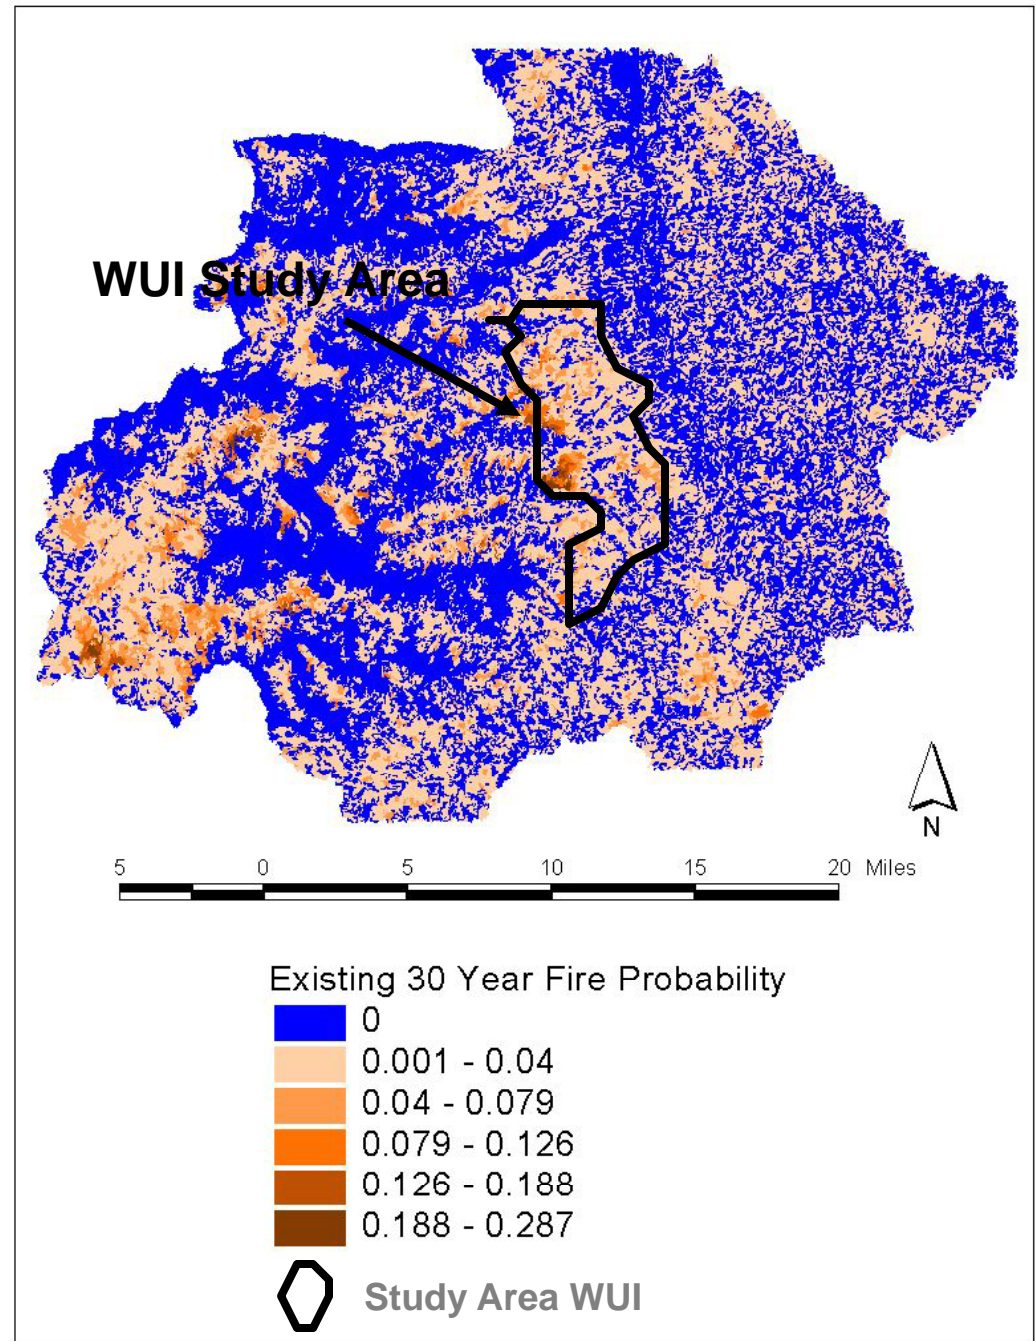 WUI Study Area
N
5 0 5 10 15 20 Miles
Existing 30 Year Fire Probability
0
0.001 - 0.04
0.04 - 0.079
0.079 - 0.126
0.126 - 0.188
0.188 - 0.287
Study Area WUI